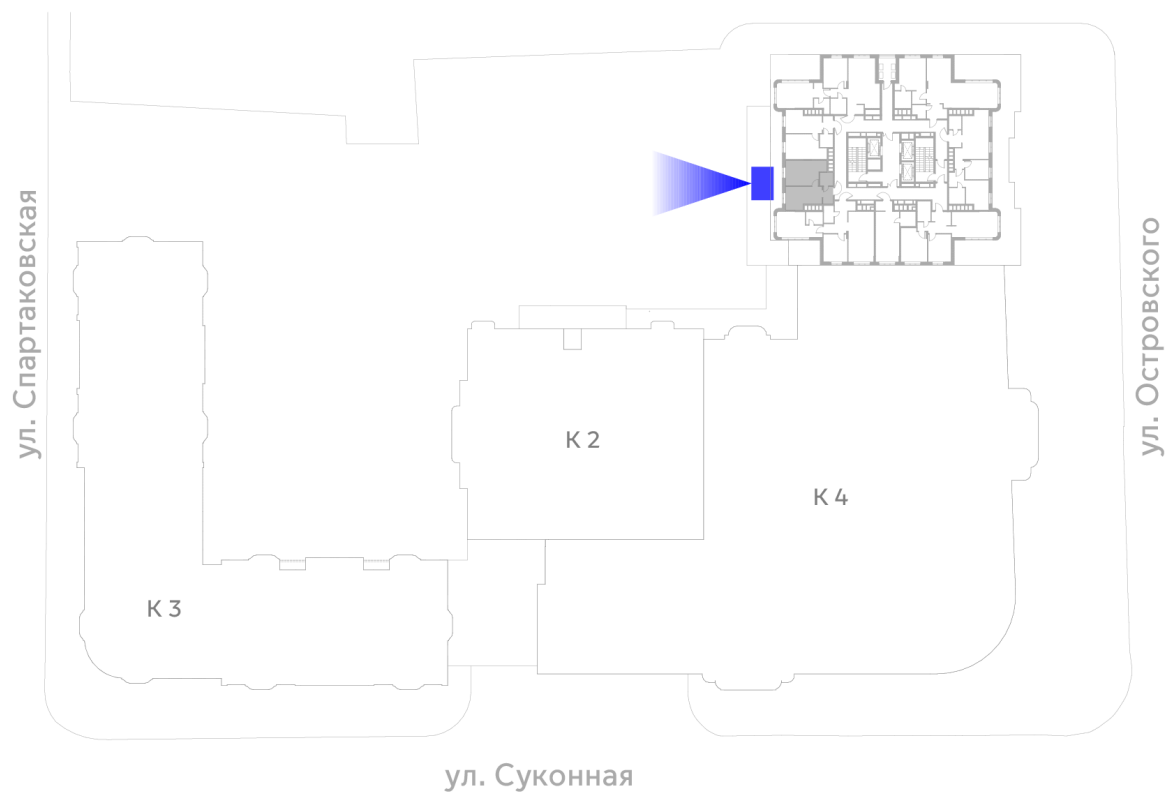 ул. Спартаковская
ул. Островского
К 2
К 4
К 3
ул. Суконная